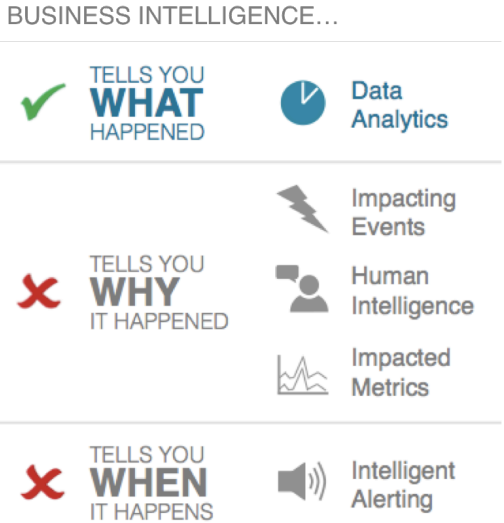 BUSINESS INTELLIGENCE...
TELLS YOU
WHAT
HAPPENED
Data
Analytics
TELLS YOU
WHY
IT HAPPENED
Impacting
Events
Human
Intelligence
Impacted
Metrics
TELLS YOU
WHEN
IT HAPPENS
Intelligent
Alerting